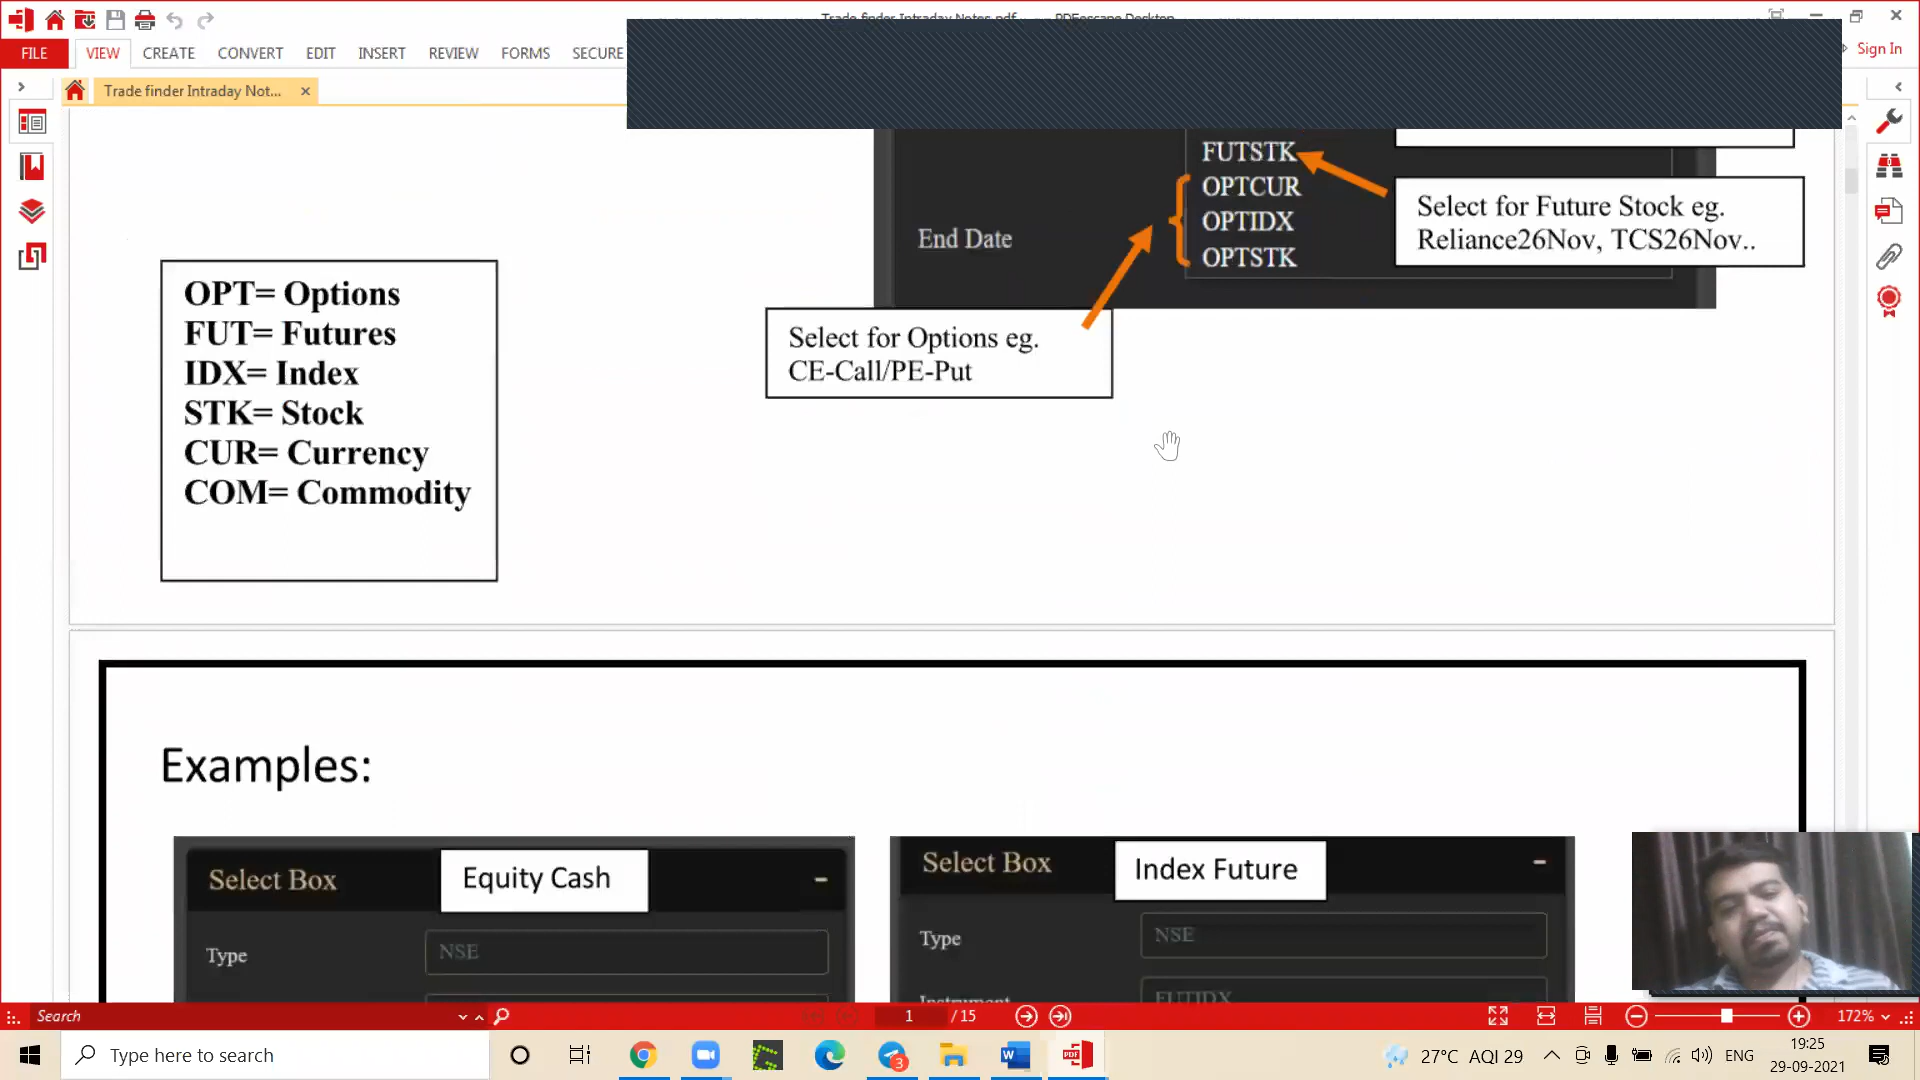 FILE
VIEW
CREATE
CONVERT
EDIT
INSERT
REVIEW
FORMS
SECURE
Sign In
Trade finder Intraday Not...
FUTSTK
OPTCUR
OPTIDX
OPTSTK
End Date
Select for Future Stock eg.
Reliance26Nov, TCS26Nov..
Select for Options eg.
CE-Call/PE-Put
OPT= Options
FUT= Futures
IDX= Index
STK= Stock
CUR= Currency
COM= Commodity
Examples:
Select Box
Equity Cash
Type
NSE
Select Box
Index Future
Type
NSE
Search
1
/ 15
172%
Type here to search
3
27°C AQI 29
ENG
19:25
29-09-2021